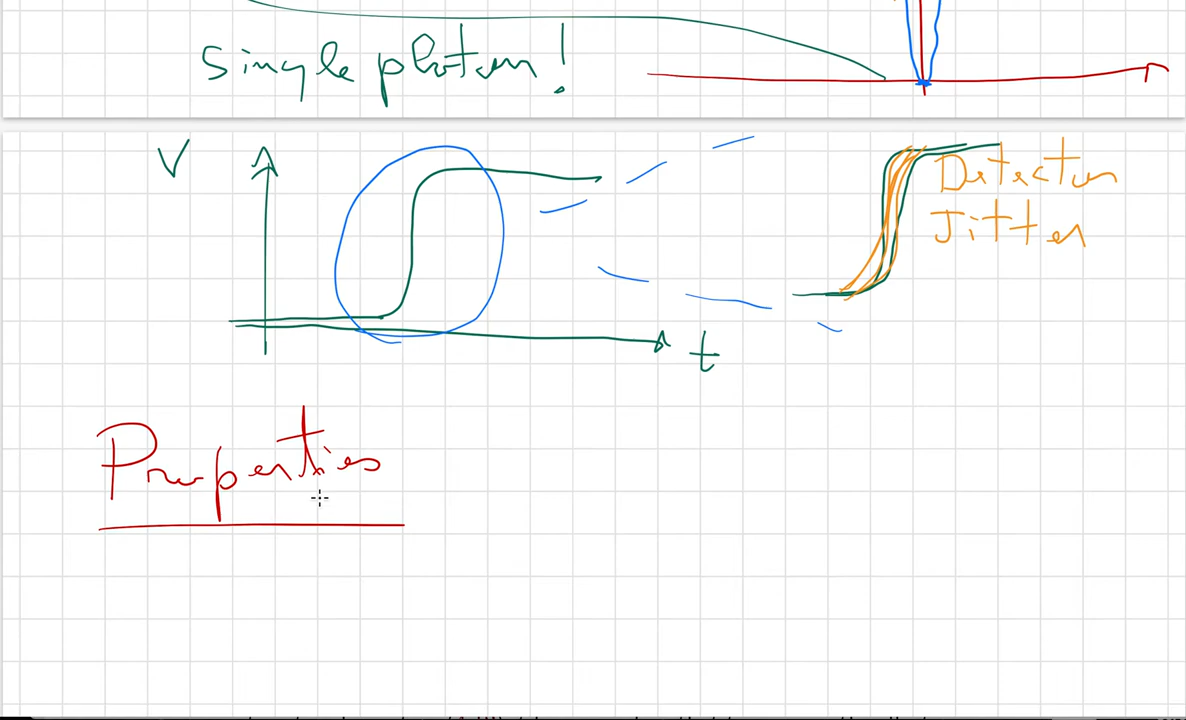 Single photon!
V
Detector
Jitter
t
Properties